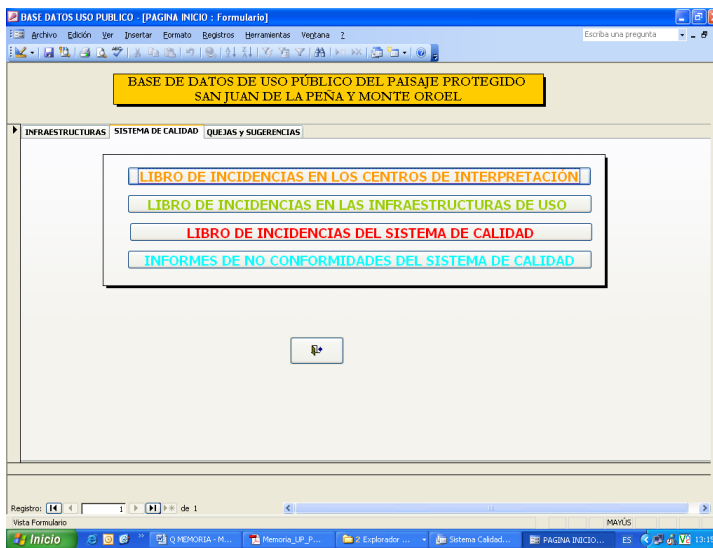 BASE DATOS USO PUBLICO - [PAGINA INICIO : Formulario]
Archivo Edición Ver Insertar Formato Registros Herramientas Ventana ? Escriba una pregunta
BASE DE DATOS DE USO PÚBLICO DEL PAISAJE PROTEGIDO
SAN JUAN DE LA PEÑA Y MONTE OROEL
INFRAESTRUCTURAS SISTEMA DE CALIDAD QUEJAS y SUGERENCIAS
LIBRO DE INCIDENCIAS EN LOS CENTROS DE INTERPRETACIÓN
LIBRO DE INCIDENCIAS EN LAS INFRAESTRUCTURAS DE USO
LIBRO DE INCIDENCIAS DEL SISTEMA DE CALIDAD
INFORMES DE NO CONFORMIDADES DEL SISTEMA DE CALIDAD
Registro: 1 de 1
Vista Formulario MAYÚS
Inicio Q MEMORIA - M... Memoria_UP_P... 2 Explorador ... Sistema Calidad... PAGINA INICIO... ES 13:15